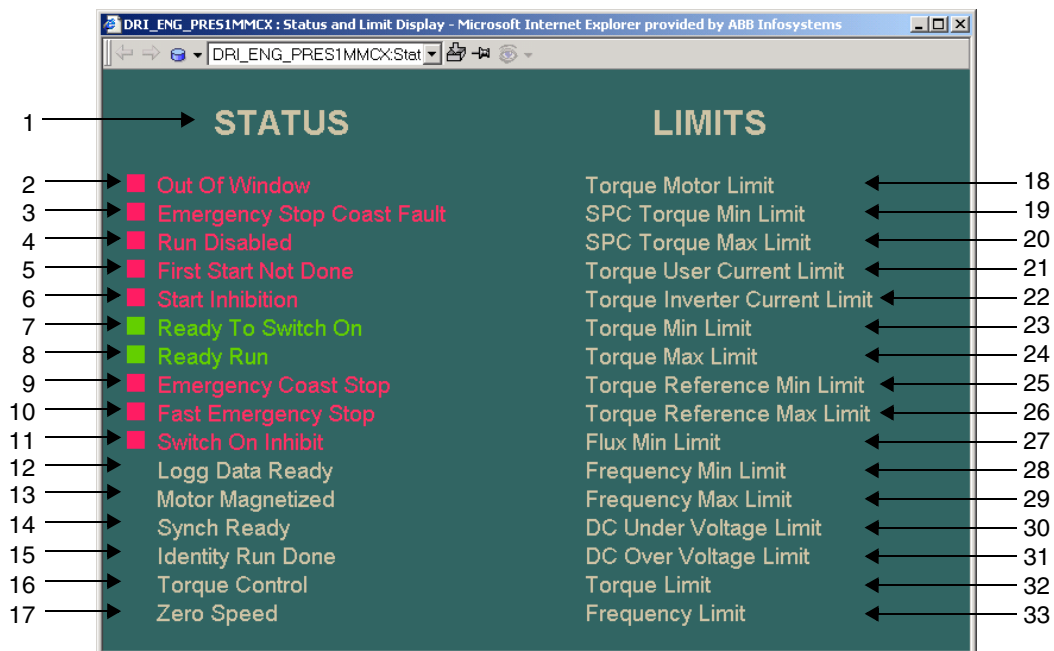 DRI_ENG_PRES1MMCX : Status and Limit Display - Microsoft Internet Explorer provided by ABB Infosystems
DRI_ENG_PRES1MMCX:Stat
1 STATUS LIMITS
2 Out Of Window Torque Motor Limit 18
3 Emergency Stop Coast Fault SPC Torque Min Limit 19
4 Run Disabled SPC Torque Max Limit 20
5 First Start Not Done Torque User Current Limit 21
6 Start Inhibition Torque Inverter Current Limit 22
7 Ready To Switch On Torque Min Limit 23
8 Ready Run Torque Max Limit 24
9 Emergency Coast Stop Torque Reference Min Limit 25
10 Fast Emergency Stop Torque Reference Max Limit 26
11 Switch On Inhibit Flux Min Limit 27
12 Logg Data Ready Frequency Min Limit 28
13 Motor Magnetized Frequency Max Limit 29
14 Synch Ready DC Under Voltage Limit 30
15 Identity Run Done DC Over Voltage Limit 31
16 Torque Control Torque Limit 32
17 Zero Speed Frequency Limit 33